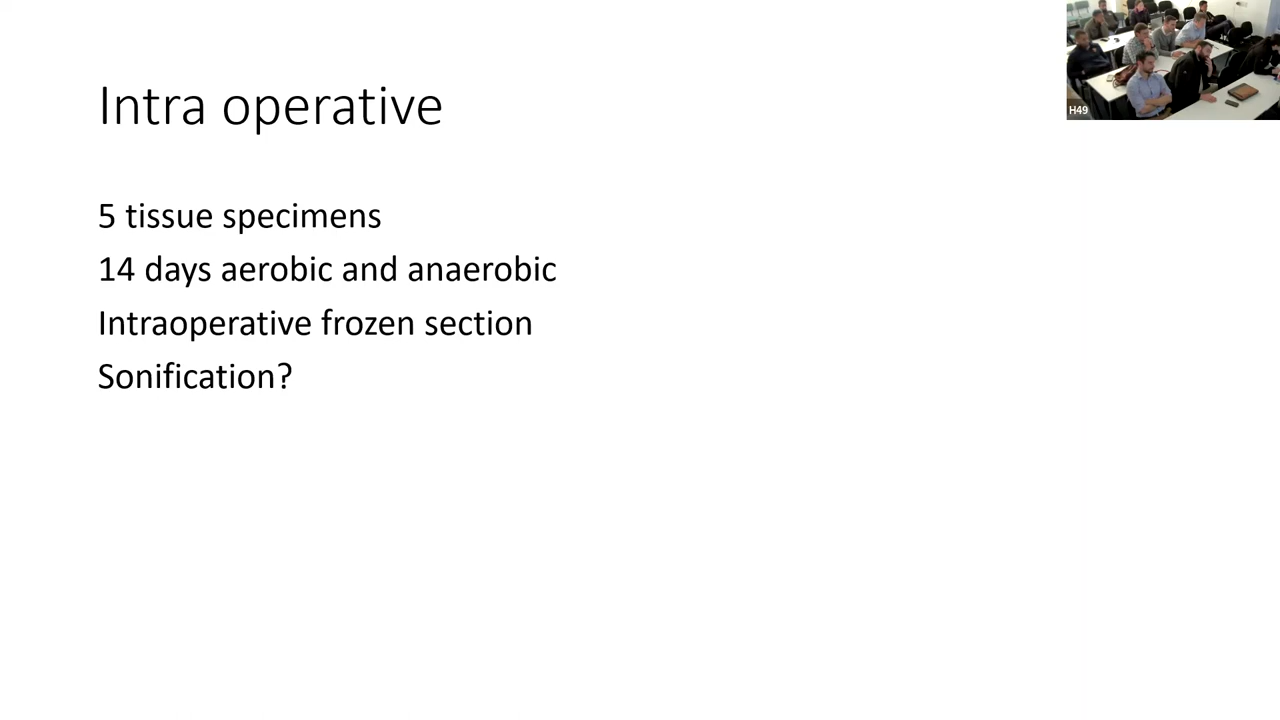 Intra operative
5 tissue specimens
14 days aerobic and anaerobic
Intraoperative frozen section
Sonification?
H49